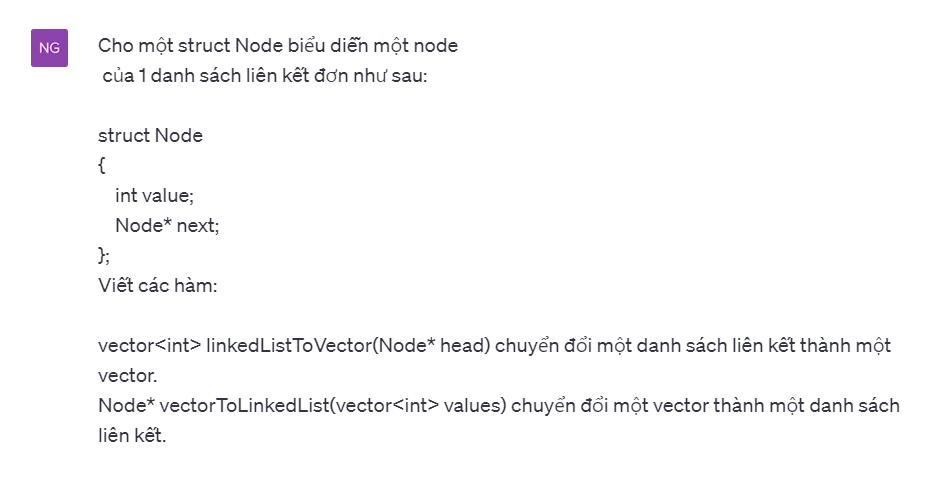 NG
Cho một struct Node biểu diễn một node
của 1 danh sách liên kết đơn như sau:
struct Node
{
int value;
Node* next;
};
Viết các hàm:
vector<int> linkedListToVector(Node* head) chuyển đổi một danh sách liên kết thành một
vector.
Node* vectorToLinkedList(vector<int> values) chuyển đổi một vector thành một danh sách
liên kết.